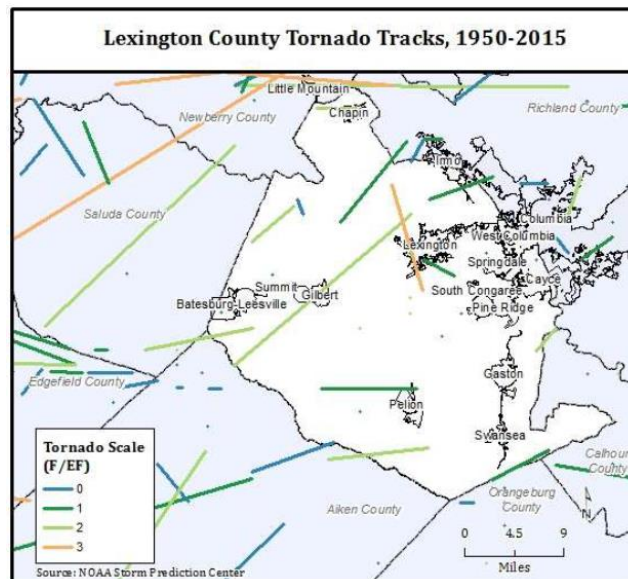 Lexington County Tornado Tracks, 1950-2015
Little Mountain
Chapin
Richland County
Newberry County
Irmo
Saluda County
Columbia
West Columbia
Lexington
Springdale
Cayce
Summit
Gilbert
South Congaree
Batesburg-Leesville
Pine Ridge
Edgefield County
Gaston
Pelion
Swansea
Calhoun
County
Tornado Scale
(F/EF)
0
1
2
3
Aiken County
Orangeburg
County
N
0 4.5 9
Miles
Source: NOAA Storm Prediction Center